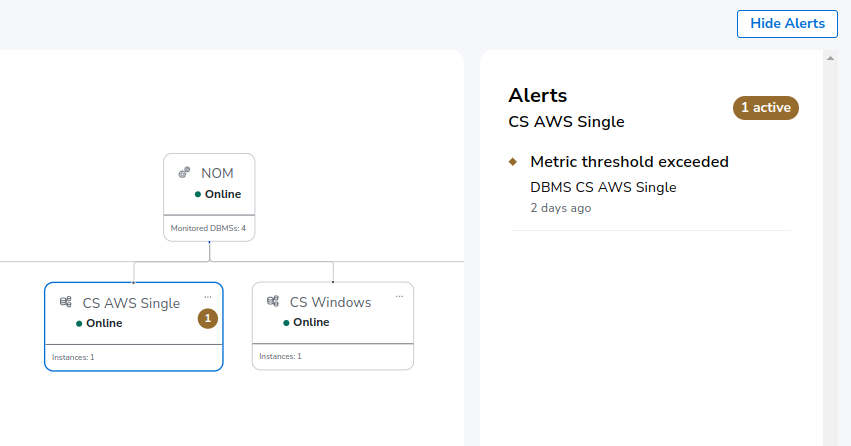 Hide Alerts
NOM
Online
Monitored DBMSs: 4
CS AWS Single
...
Online
1
Instances: 1
CS Windows
...
Online
Instances: 1
Alerts
1 active
CS AWS Single
Metric threshold exceeded
DBMS CS AWS Single
2 days ago